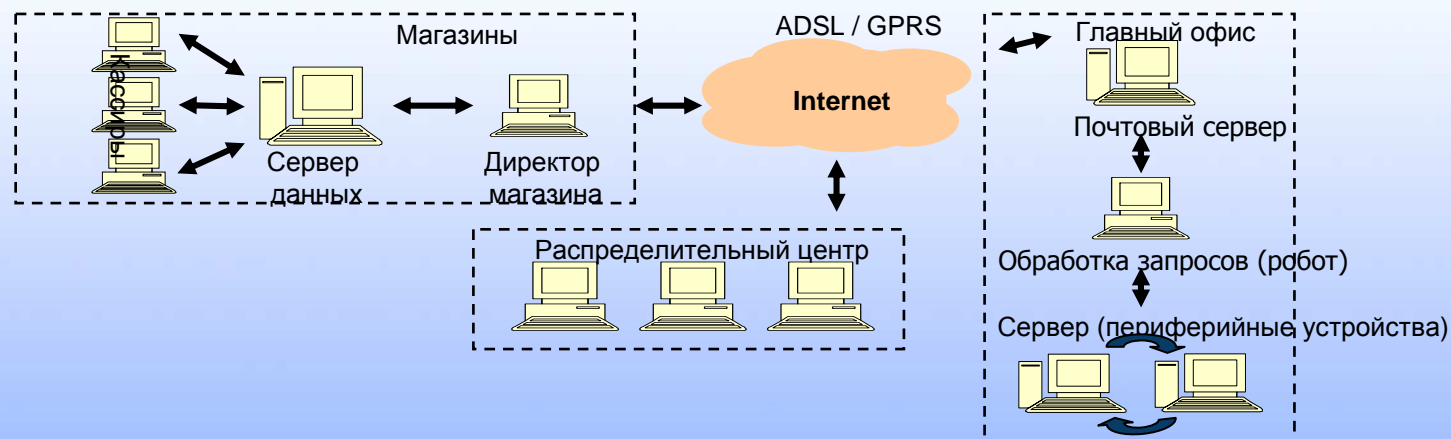 Магазины
Кассиры
Сервер
данных
Директор
магазина
ADSL / GPRS
Internet
Распределительный центр
Главный офис
Почтовый сервер
Обработка запросов (робот)
Сервер (периферийные устройства)